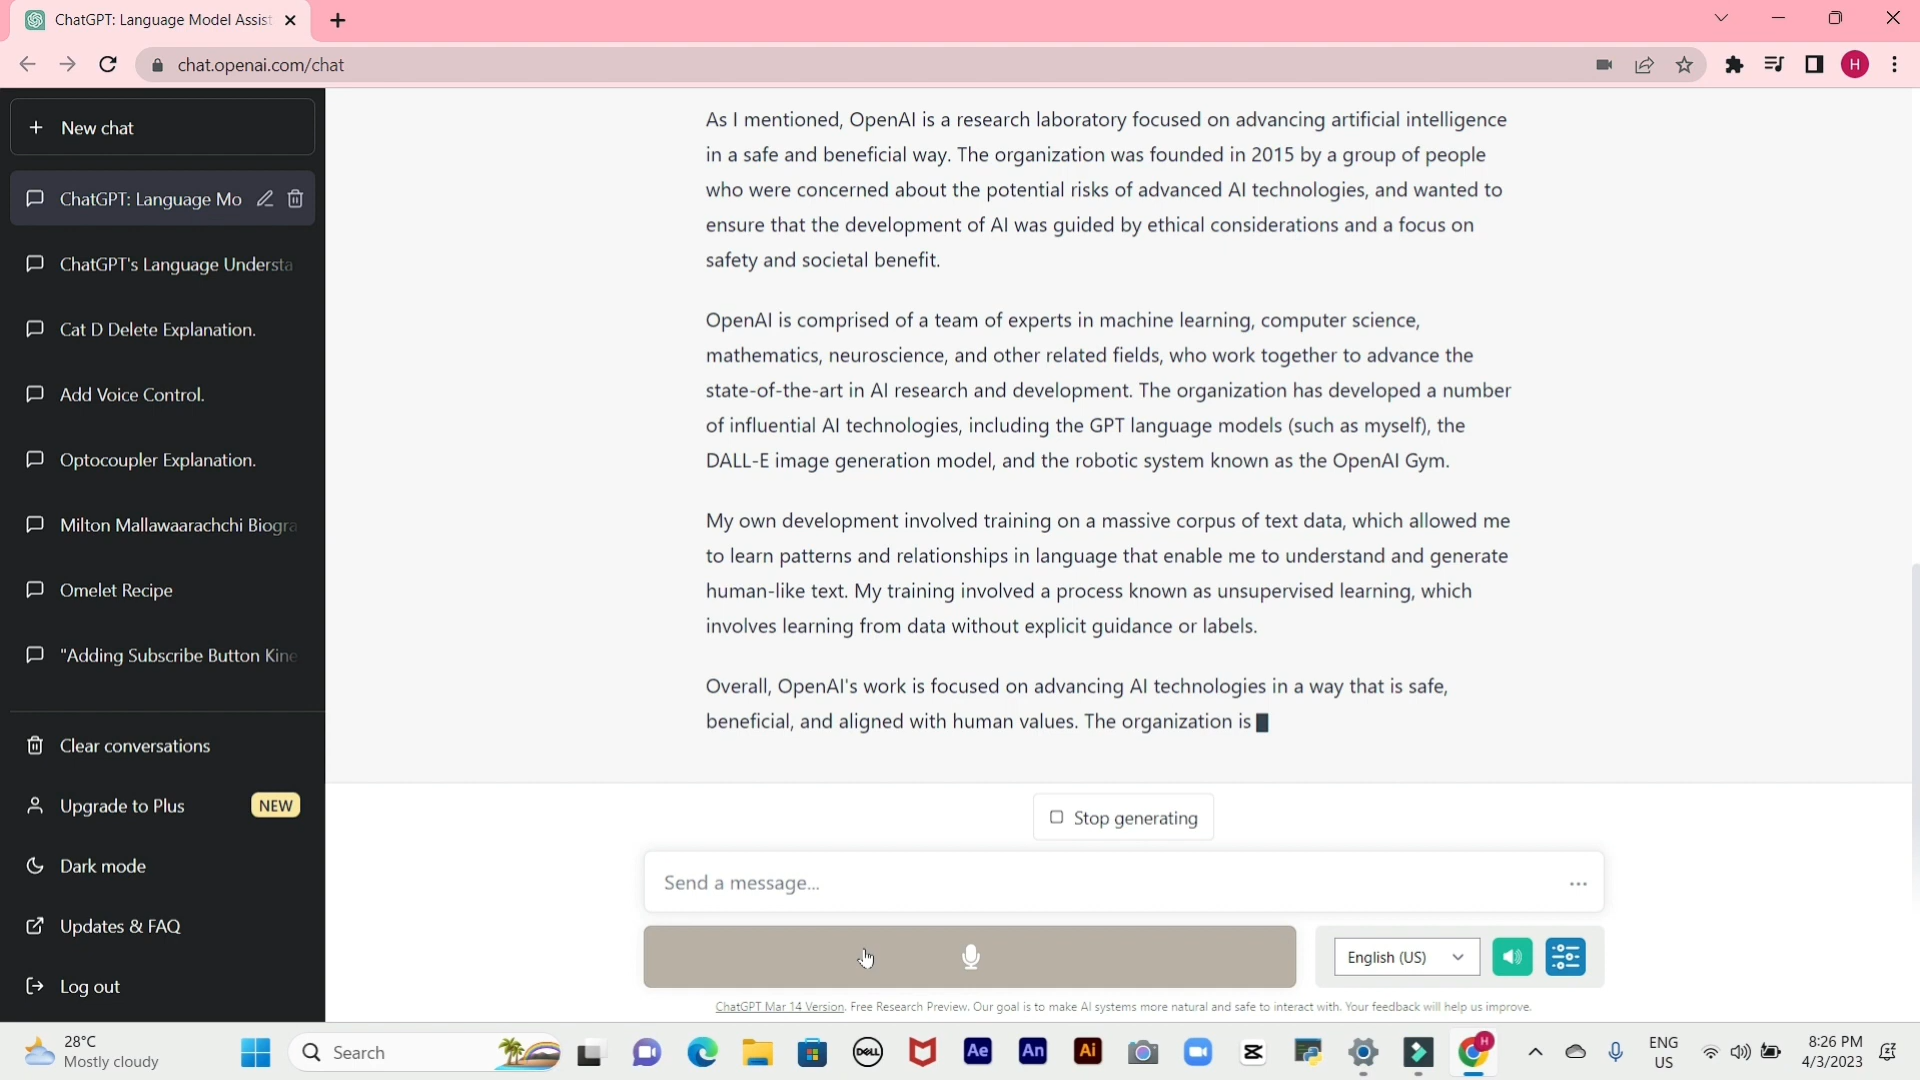 ChatGPT: Language Model Assist
chat.openai.com/chat
H
New chat
ChatGPT: Language Mo
ChatGPT's Language Understa
Cat D Delete Explanation.
Add Voice Control.
Optocoupler Explanation.
Milton Mallawaarachchi Biogra
Omelet Recipe
"Adding Subscribe Button Kine
Clear conversations
Upgrade to Plus NEW
Dark mode
Updates & FAQ
Log out
As I mentioned, OpenAI is a research laboratory focused on advancing artificial intelligence
in a safe and beneficial way. The organization was founded in 2015 by a group of people
who were concerned about the potential risks of advanced AI technologies, and wanted to
ensure that the development of AI was guided by ethical considerations and a focus on
safety and societal benefit.
OpenAI is comprised of a team of experts in machine learning, computer science,
mathematics, neuroscience, and other related fields, who work together to advance the
state-of-the-art in AI research and development. The organization has developed a number
of influential AI technologies, including the GPT language models (such as myself), the
DALL-E image generation model, and the robotic system known as the OpenAI Gym.
My own development involved training on a massive corpus of text data, which allowed me
to learn patterns and relationships in language that enable me to understand and generate
human-like text. My training involved a process known as unsupervised learning, which
involves learning from data without explicit guidance or labels.
Overall, OpenAI's work is focused on advancing AI technologies in a way that is safe,
beneficial, and aligned with human values. The organization is
Stop generating
Send a message...
English (US)
ChatGPT Mar 14 Version. Free Research Preview. Our goal is to make AI systems more natural and safe to interact with. Your feedback will help us improve.
28°C
Mostly cloudy
Search
DELL
Ae
An
Ai
H
ENG
US
8:26 PM
4/3/2023